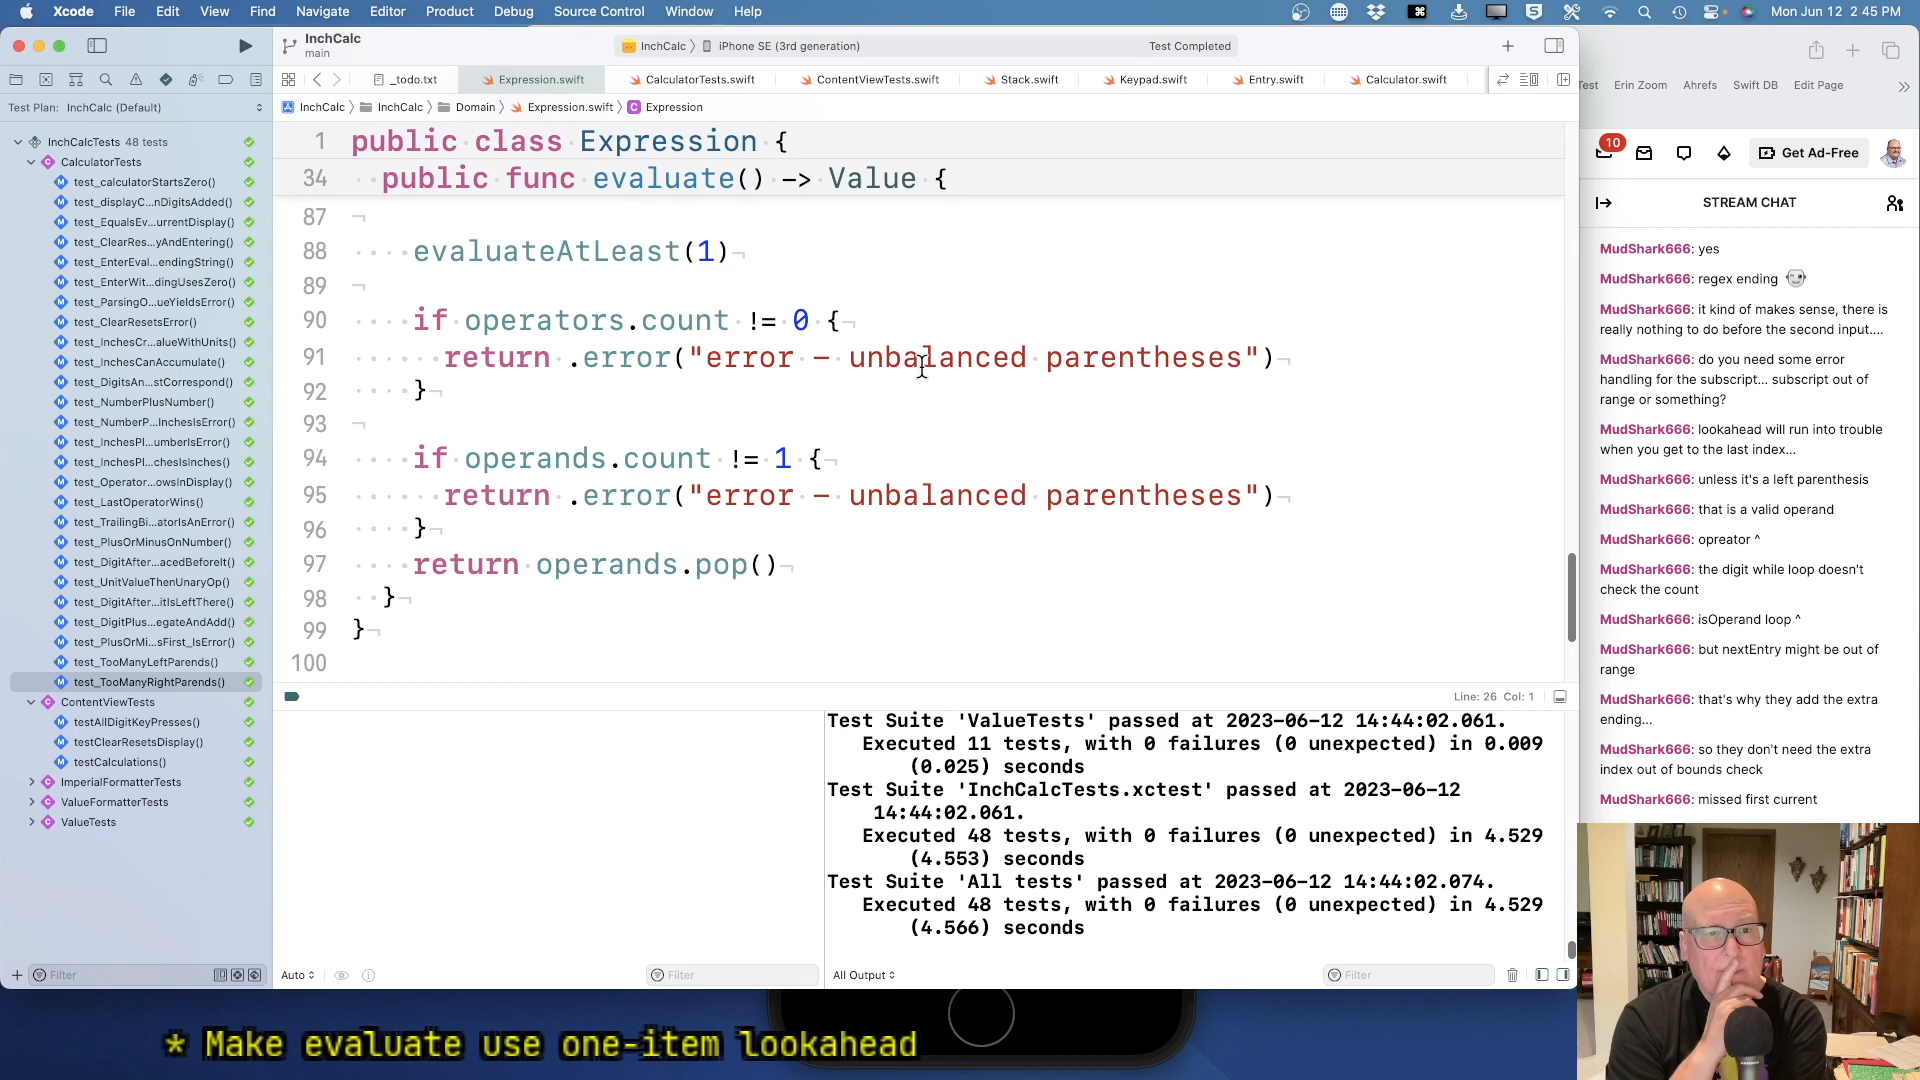 Xcode File Edit View Find Navigate Editor Product Debug Source Control Window Help
Mon Jun 12 2:45 PM
InchCalc
main
InchCalc iPhone SE (3rd generation) Test Completed
_todo.txt Expression.swift CalculatorTests.swift ContentViewTests.swift Stack.swift Keypad.swift Entry.swift Calculator.swift
Test Plan: InchCalc (Default)
InchCalc InchCalc Domain Expression.swift Expression
InchCalcTests 48 tests
CalculatorTests
test_calculatorStartsZero()
test_displayC...nDigitsAdded()
test_EqualsEv...urrentDisplay()
test_ClearRes...yAndEntering()
test_EnterEval...endingString()
test_EnterWit...dingUsesZero()
test_ParsingO...ueYieldsError()
test_ClearResetsError()
test_InchesCr...alueWithUnits()
test_InchesCanAccumulate()
test_DigitsAn...stCorrespond()
test_NumberPlusNumber()
test_NumberP...nchesIsError()
test_InchesPl...umberIsError()
test_InchesPl...chesIsInches()
test_Operator...owsInDisplay()
test_LastOperatorWins()
test_TrailingBi...atorIsAnError()
test_PlusOrMinusOnNumber()
test_DigitAfter...acedBeforeIt()
test_UnitValueThenUnaryOp()
test_DigitAfter...itIsLeftThere()
test_DigitPlus...egateAndAdd()
test_PlusOrMi...sFirst_IsError()
test_TooManyLeftParends()
test_TooManyRightParends()
ContentViewTests
testAllDigitKeyPresses()
testClearResetsDisplay()
testCalculations()
ImperialFormatterTests
ValueFormatterTests
ValueTests
Filter
1 public class Expression {
34 public func evaluate() -> Value {
87
88 evaluateAtLeast(1)
89
90 if operators.count != 0 {
91 return .error("error - unbalanced parentheses")
92 }
93
94 if operands.count != 1 {
95 return .error("error - unbalanced parentheses")
96 }
97 return operands.pop()
98 }
99 }
100
Line: 26 Col: 1
Test Suite 'ValueTests' passed at 2023-06-12 14:44:02.061.
Executed 11 tests, with 0 failures (0 unexpected) in 0.009
(0.025) seconds
Test Suite 'InchCalcTests.xctest' passed at 2023-06-12
14:44:02.061.
Executed 48 tests, with 0 failures (0 unexpected) in 4.529
(4.553) seconds
Test Suite 'All tests' passed at 2023-06-12 14:44:02.074.
Executed 48 tests, with 0 failures (0 unexpected) in 4.529
(4.566) seconds
Auto Filter All Output Filter
Erin Zoom Ahrefs Swift DB Edit Page
10 Get Ad-Free
STREAM CHAT
MudShark666: yes
MudShark666: regex ending
MudShark666: it kind of makes sense, there is
really nothing to do before the second input....
MudShark666: do you need some error
handling for the subscript... subscript out of
range or something?
MudShark666: lookahead will run into trouble
when you get to the last index...
MudShark666: unless it's a left parenthesis
MudShark666: that is a valid operand
MudShark666: opreator ^
MudShark666: the digit while loop doesn't
check the count
MudShark666: isOperand loop ^
MudShark666: but nextEntry might be out of
range
MudShark666: that's why they add the extra
ending...
MudShark666: so they don't need the extra
index out of bounds check
MudShark666: missed first current
* Make evaluate use one-item lookahead